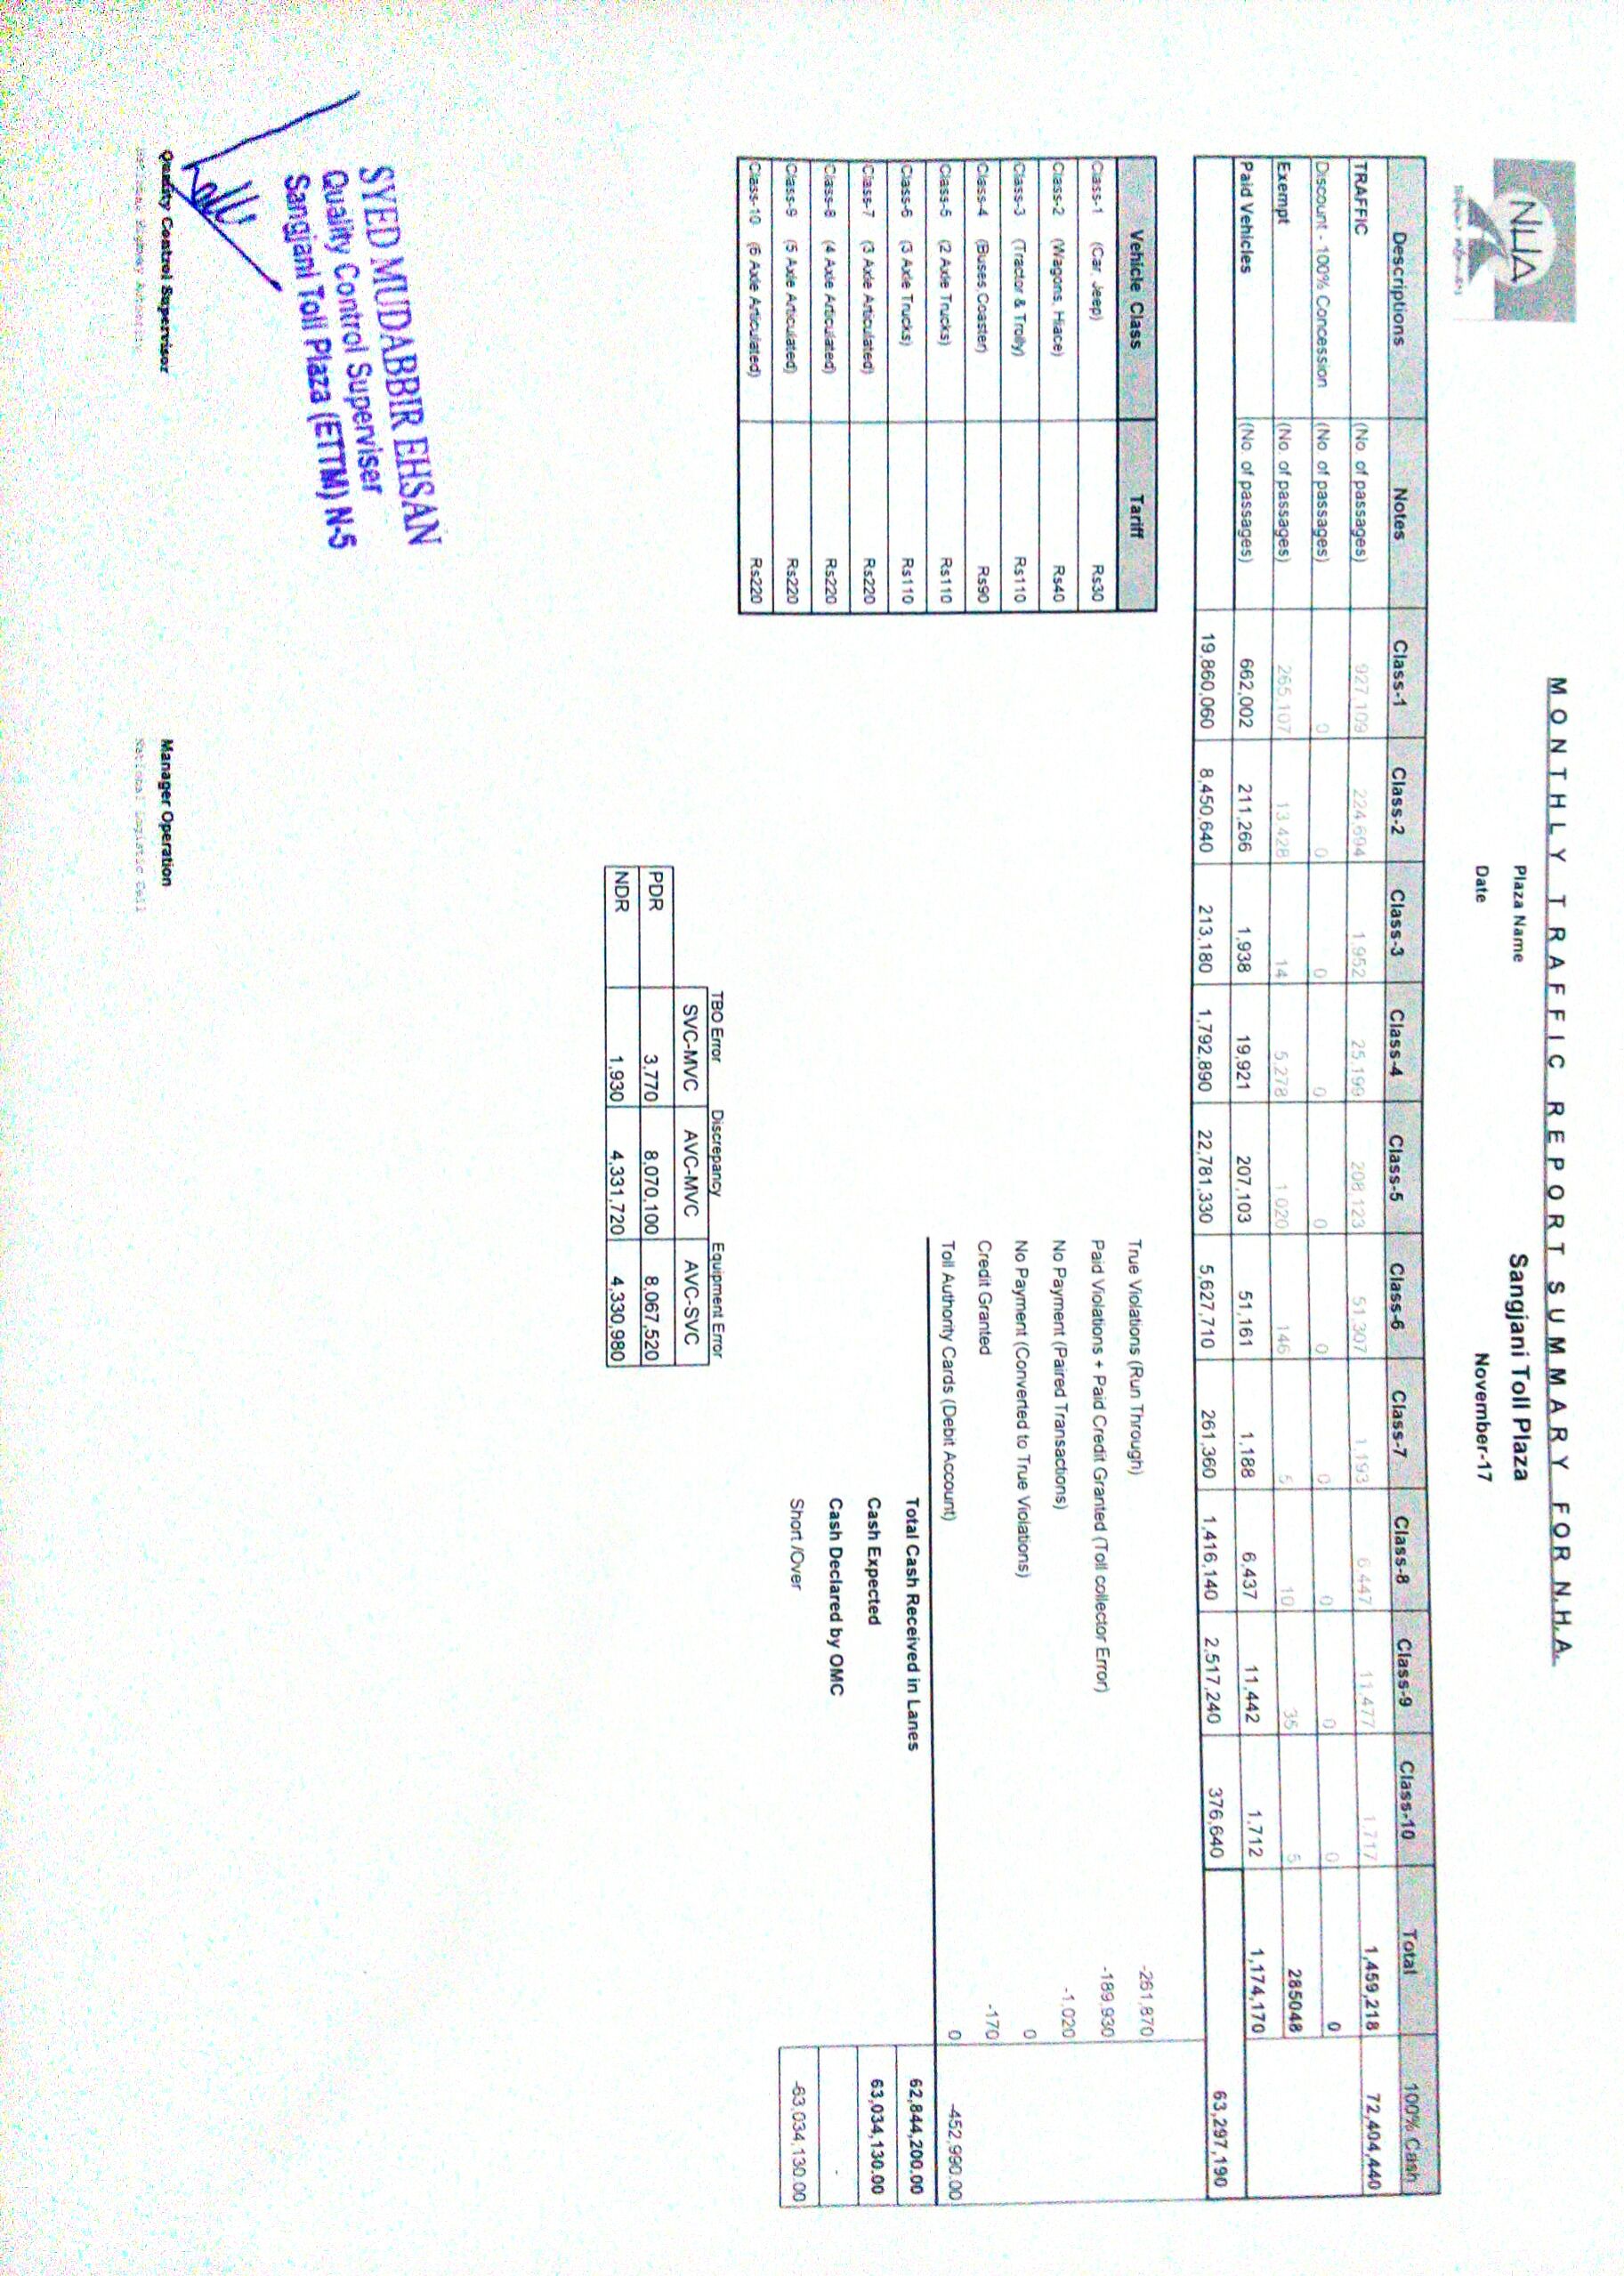 NHA
MONTHLY TRAFFIC REPORT SUMMARY FOR N.H.A.
Plaza Name Sangjani Toll Plaza
Date November-17
Descriptions Notes Class-1 Class-2 Class-3 Class-4 Class-5 Class-6 Class-7 Class-8 Class-9 Class-10 Total 100% Cash
TRAFFIC (No. of passages) 927,109 224,694 1,952 25,199 208,123 51,307 1,193 6,447 11,477 1,717 1,459,218 72,404,440
Discount - 100% Concession (No. of passages) 0 0 0 0 0 0 0 0 0 0 0
Exempt (No. of passages) 265,107 13,428 14 5,278 1,020 146 5 10 35 5 285048
Paid Vehicles (No. of passages) 662,002 211,266 1,938 19,921 207,103 51,161 1,188 6,437 11,442 1,712 1,174,170
19,860,060 8,450,640 213,180 1,792,890 22,781,330 5,627,710 261,360 1,416,140 2,517,240 376,640 63,297,190
Vehicle Class Tariff
Class-1 (Car, Jeep) Rs30
Class-2 (Wagons, Hiace) Rs40
Class-3 (Tractor & Trolly) Rs110
Class-4 (Buses,Coaster) Rs90
Class-5 (2 Axle Trucks) Rs110
Class-6 (3 Axle Trucks) Rs110
Class-7 (3 Axle Articulated) Rs220
Class-8 (4 Axle Articulated) Rs220
Class-9 (5 Axle Articulated) Rs220
Class-10 (6 Axle Articulated) Rs220
True Violations (Run Through) -261,870
Paid Violations + Paid Credit Granted (Toll collector Error) -189,930
No Payment (Paired Transactions) -1,020
No Payment (Converted to True Violations) 0
Credit Granted -170
Toll Authority Cards (Debit Account) 0 -452,990.00
Total Cash Received in Lanes 62,844,200.00
Cash Expected 63,034,130.00
Cash Declared by OMC -
Short /Over -63,034,130.00
TBO Error Discrepancy Equipment Error
SVC-MVC AVC-MVC AVC-SVC
PDR 3,770 8,070,100 8,067,520
NDR 1,930 4,331,720 4,330,980
SYED MUDABBIR EHSAN
Quality Control Superviser
Sangjani Toll Plaza (ETTM) N-5
Quality Control Supervisor
National Highway Authority
Manager Operation
National Logistic Cell